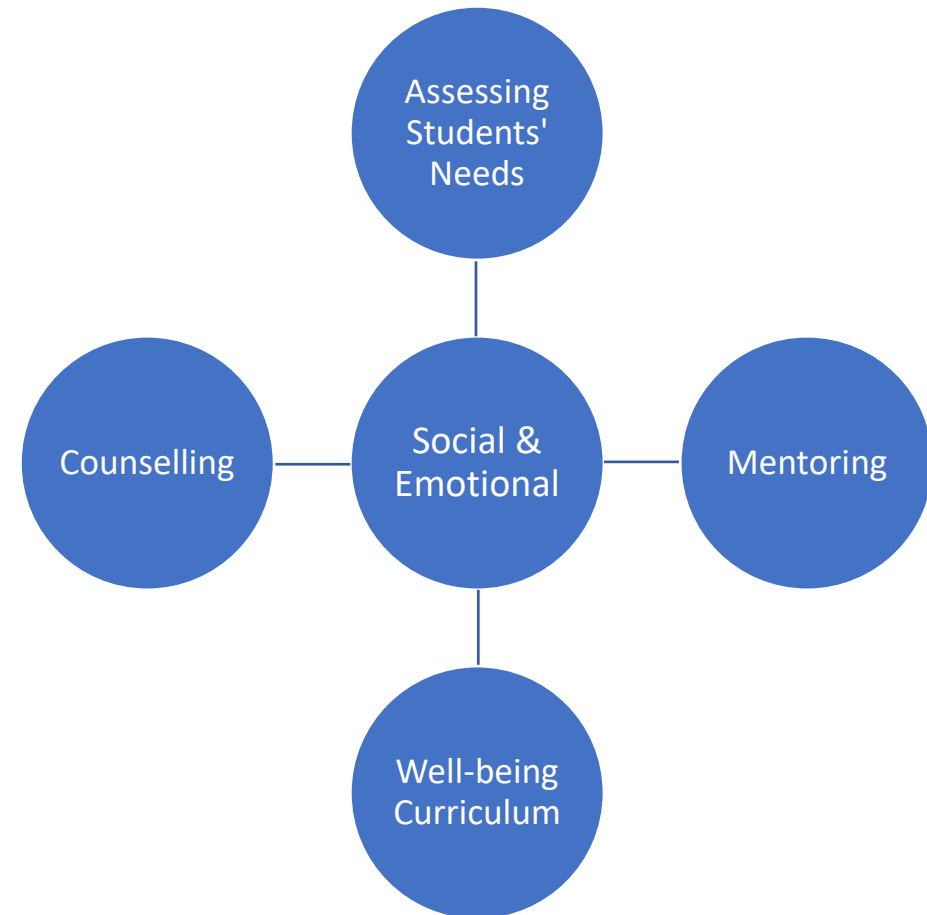 Assessing
Students'
Needs
Counselling
Social &
Emotional
Mentoring
Well-being
Curriculum